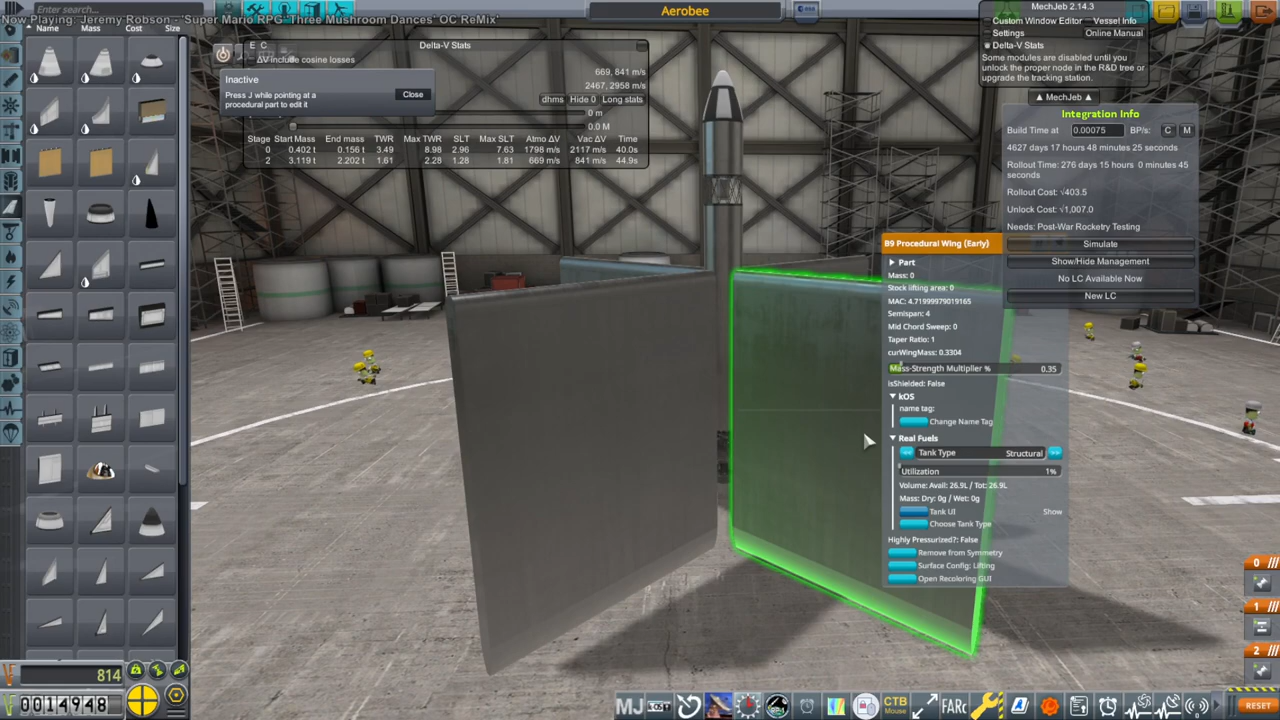 Enter search...
Now Playing: Jeremy Robson - 'Super Mario RPG "Three Mushroom Dances' OC ReMix'
Name Mass Cost Size
Aerobee
E C Delta-V Stats
ΔV include cosine losses
669, 841 m/s
2467, 2958 m/s
dhms Hide 0 Long stats
0 m
0.0 M
Stage Start Mass End mass TWR Max TWR SLT Max SLT Atmo ΔV Vac ΔV Time
0 0.402 t 0.156 t 3.49 8.98 2.96 7.63 1798 m/s 2117 m/s 40.0s
2 3.119 t 2.202 t 1.61 2.28 1.28 1.81 669 m/s 841 m/s 44.9s
Inactive
Press J while pointing at a
procedural part to edit it
Close
MechJeb 2.14.3
Custom Window Editor Vessel Info
Settings Online Manual
Delta-V Stats
Some modules are disabled until you
unlock the proper node in the R&D tree or
upgrade the tracking station.
▲ MechJeb ▲
Integration Info
Build Time at 0.00075 BP/s: C M
4627 days 17 hours 48 minutes 25 seconds
Rollout Time: 276 days 15 hours 0 minutes 45
seconds
Rollout Cost: √403.5
Unlock Cost: √1,007.0
Needs: Post-War Rocketry Testing
Simulate
Show/Hide Management
No LC Available Now
New LC
B9 Procedural Wing (Early)
Part
Mass: 0
Stock lifting area: 0
MAC: 4.71999979019165
Semispan: 4
Mid Chord Sweep: 0
Taper Ratio: 1
curWingMass: 0.3304
Mass-Strength Multiplier % 0.35
isShielded: False
kOS
name tag:
Change Name Tag
Real Fuels
<< Tank Type Structural >>
Utilization 1%
Volume: Avail: 26.9L / Tot: 26.9L
Mass: Dry: 0g / Wet: 0g
Tank UI Show
Choose Tank Type
Highly Pressurized?: False
Remove from Symmetry
Surface Config: Lifting
Open Recoloring GUI
0
1
2
814
0014948
MJ kOS CTB Mouse FARc
RESET